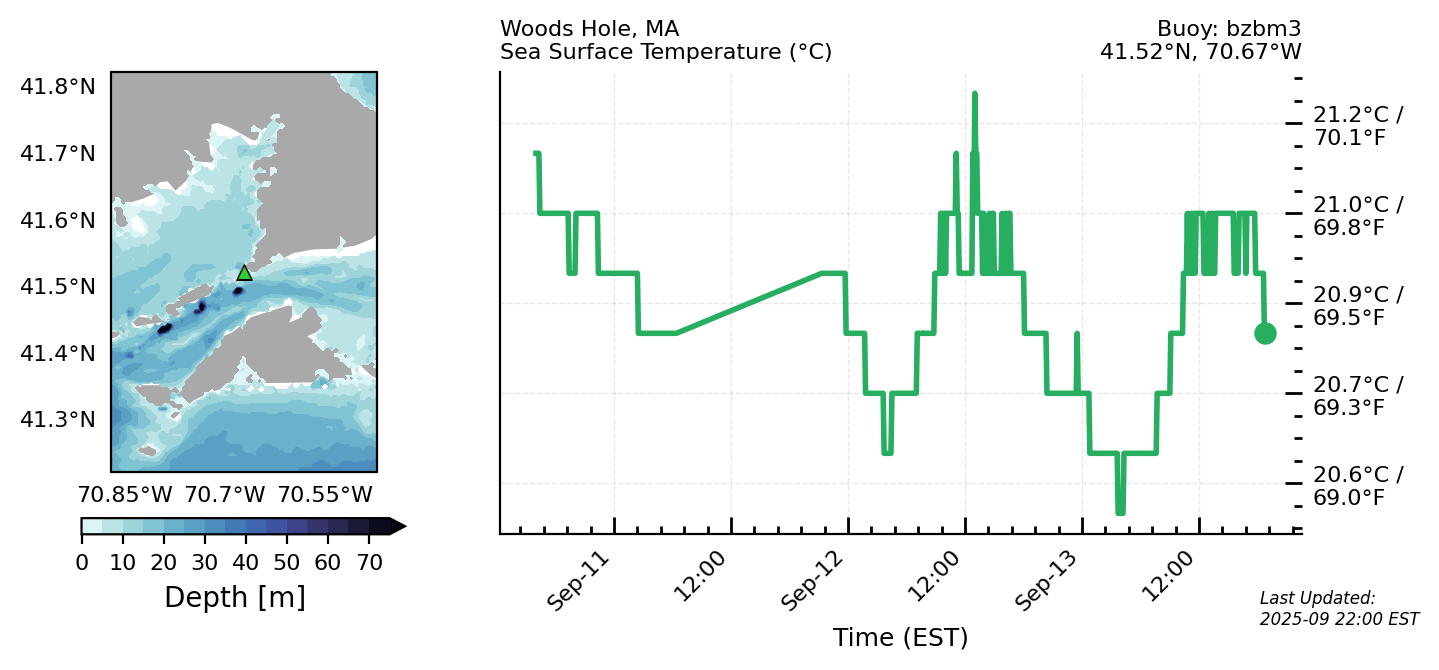 Woods Hole, MA
Sea Surface Temperature (°C)
Buoy: bzbm3
41.52°N, 70.67°W
41.8°N
41.7°N
41.6°N
41.5°N
41.4°N
41.3°N
70.85°W 70.7°W 70.55°W
0 10 20 30 40 50 60 70
Depth [m]
21.2°C /
70.1°F
21.0°C /
69.8°F
20.9°C /
69.5°F
20.7°C /
69.3°F
20.6°C /
69.0°F
Sep-11 12:00 Sep-12 12:00 Sep-13 12:00
Time (EST)
Last Updated:
2025-09 22:00 EST